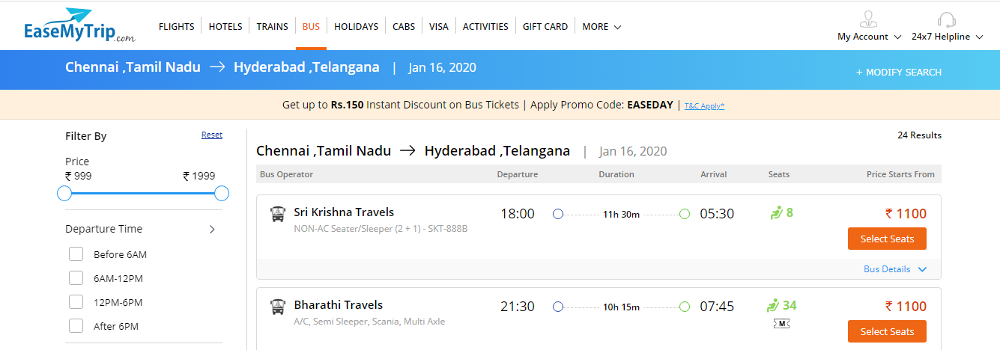 EaseMyTrip.com
FLIGHTS HOTELS TRAINS BUS HOLIDAYS CABS VISA ACTIVITIES GIFT CARD MORE
My Account 24x7 Helpline
Chennai ,Tamil Nadu → Hyderabad ,Telangana | Jan 16, 2020
+ MODIFY SEARCH
Get up to Rs.150 Instant Discount on Bus Tickets | Apply Promo Code: EASEDAY | T&C Apply*
Filter By Reset
Price
₹ 999 ₹ 1999
Departure Time
Before 6AM
6AM-12PM
12PM-6PM
After 6PM
24 Results
Chennai ,Tamil Nadu → Hyderabad ,Telangana | Jan 16, 2020
Bus Operator Departure Duration Arrival Seats Price Starts From
Sri Krishna Travels 18:00 11h 30m 05:30 8 ₹ 1100
NON-AC Seater/Sleeper (2 + 1) - SKT-888B
Select Seats
Bus Details
Bharathi Travels 21:30 10h 15m 07:45 34 ₹ 1100
A/C, Semi Sleeper, Scania, Multi Axle
M
Select Seats